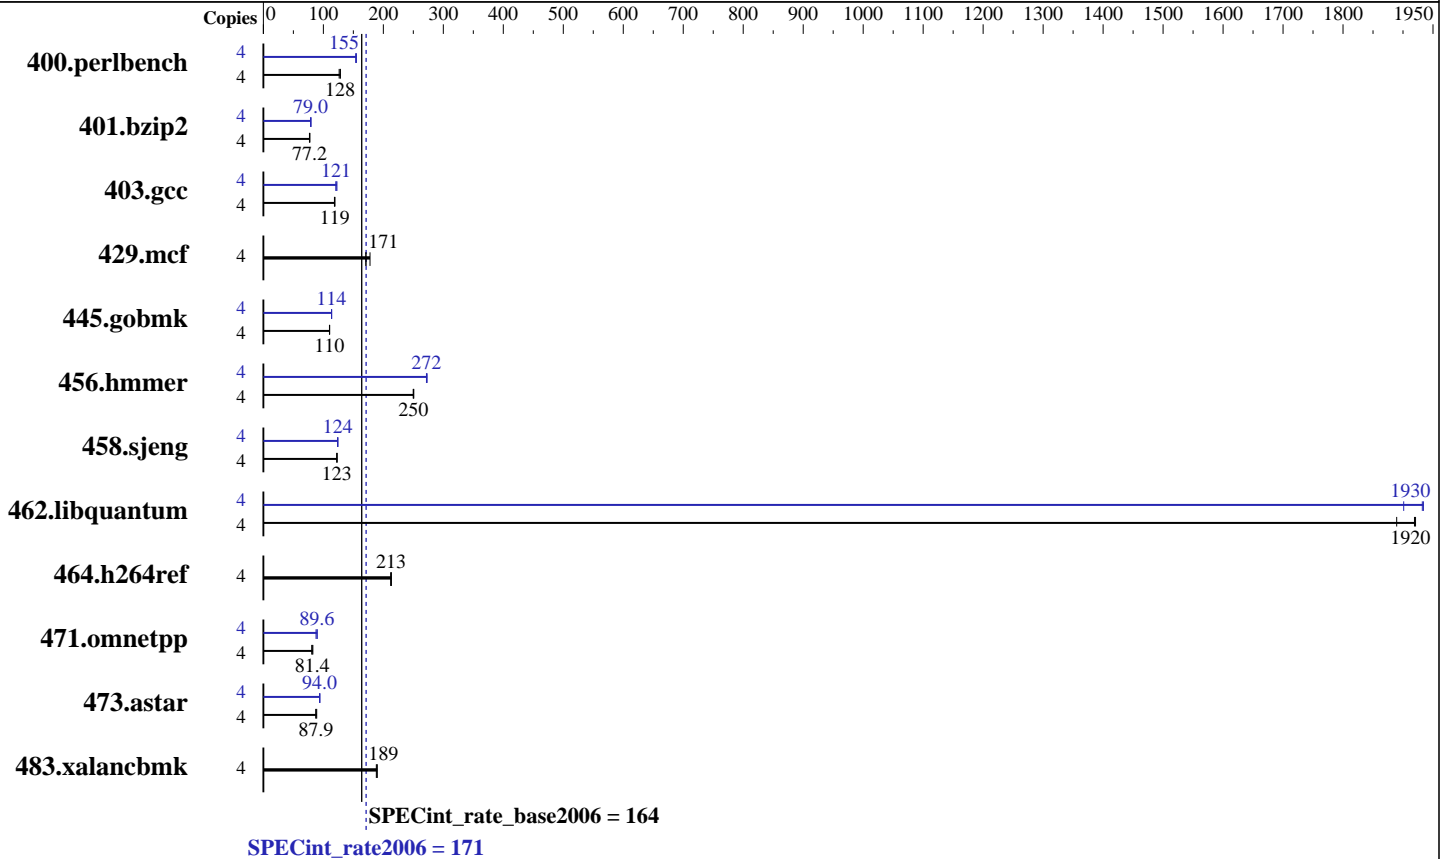 Copies 0 100 200 300 400 500 600 700 800 900 1000 1100 1200 1300 1400 1500 1600 1700 1800 1950
400.perlbench 4 155
4 128
401.bzip2 4 79.0
4 77.2
403.gcc 4 121
4 119
429.mcf 4 171
445.gobmk 4 114
4 110
456.hmmer 4 272
4 250
458.sjeng 4 124
4 123
462.libquantum 4 1930
4 1920
464.h264ref 4 213
471.omnetpp 4 89.6
4 81.4
473.astar 4 94.0
4 87.9
483.xalancbmk 4 189
SPECint_rate_base2006 = 164
SPECint_rate2006 = 171